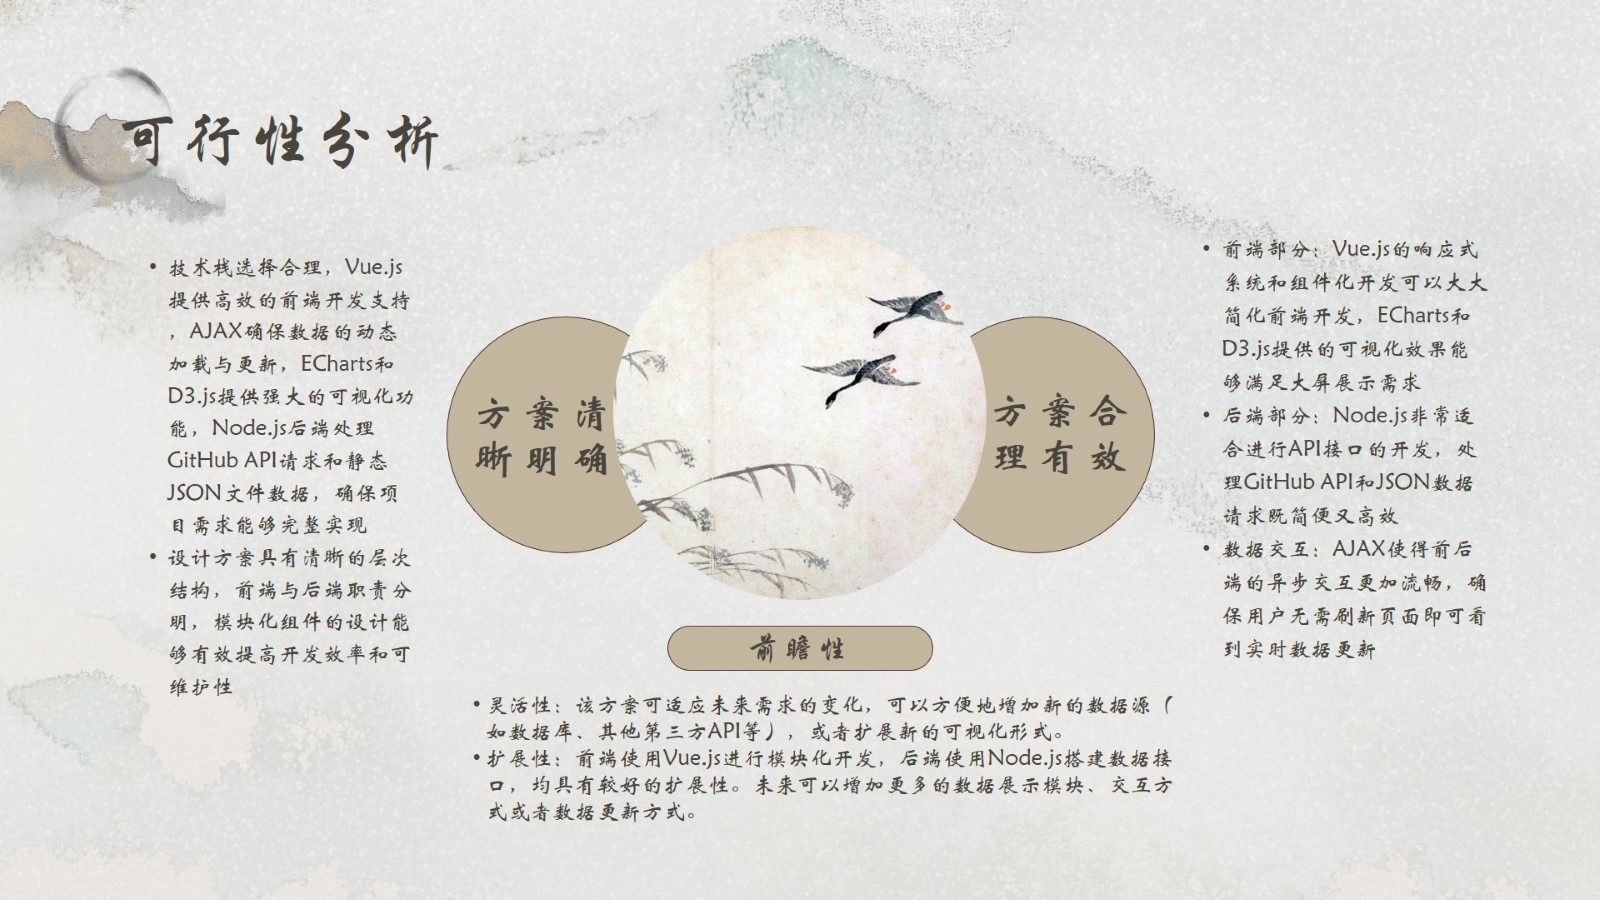 可行性分析
• 技术栈选择合理，Vue.js
提供高效的前端开发支持
，AJAX确保数据的动态
加载与更新，ECharts和
D3.js提供强大的可视化功
能，Node.js后端处理
GitHub API请求和静态
JSON文件数据，确保项
目需求能够完整实现
• 设计方案具有清晰的层次
结构，前端与后端职责分
明，模块化组件的设计能
够有效提高开发效率和可
维护性
方案清
晰明确
方案合
理有效
• 前端部分：Vue.js的响应式
系统和组件化开发可以大大
简化前端开发，ECharts和
D3.js提供的可视化效果能
够满足大屏展示需求
• 后端部分：Node.js非常适
合进行API接口的开发，处
理GitHub API和JSON数据
请求既简便又高效
• 数据交互：AJAX使得前后
端的异步交互更加流畅，确
保用户无需刷新页面即可看
到实时数据更新
前瞻性
• 灵活性：该方案可适应未来需求的变化，可以方便地增加新的数据源（
如数据库、其他第三方API等），或者扩展新的可视化形式。
• 扩展性：前端使用Vue.js进行模块化开发，后端使用Node.js搭建数据接
口，均具有较好的扩展性。未来可以增加更多的数据展示模块、交互方
式或者数据更新方式。